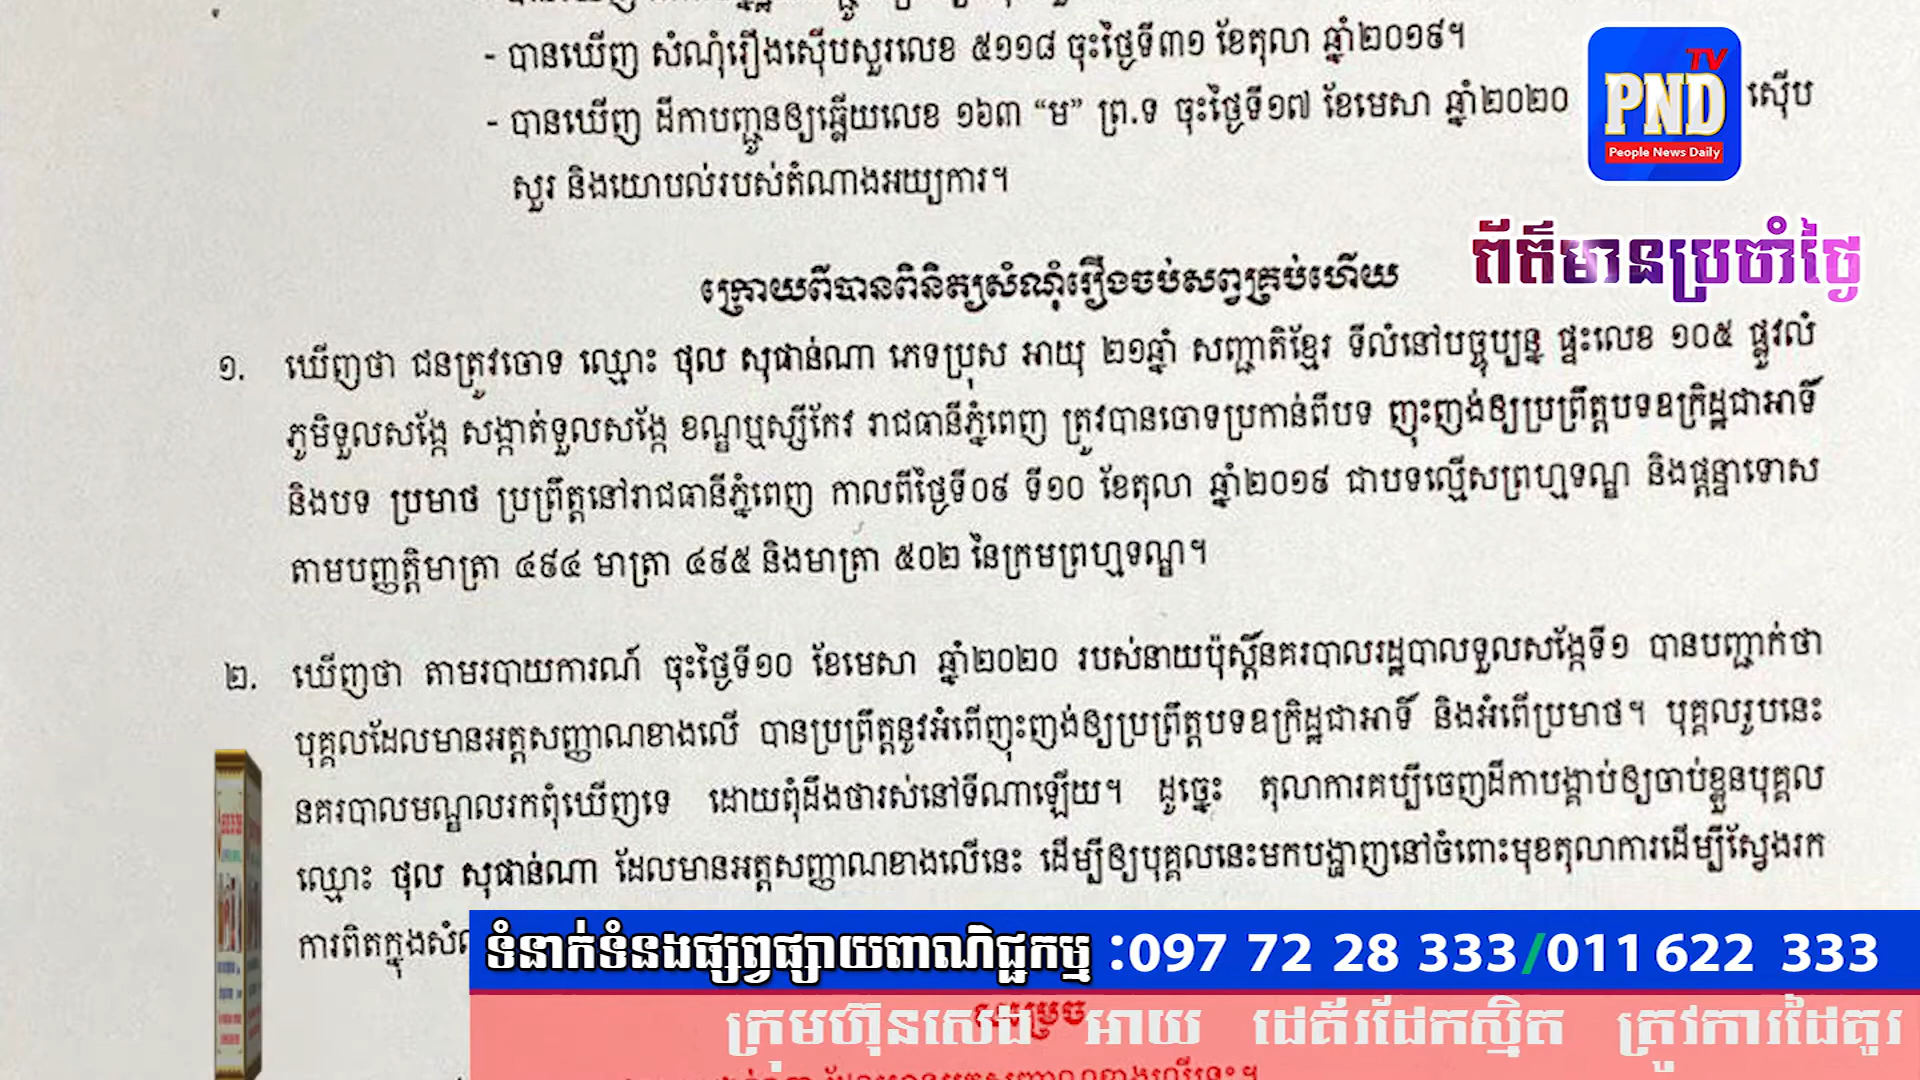 - បានឃើញ សំណុំរឿងស៊ើបសួរលេខ ៥១១៨ ចុះថ្ងៃទី៣១ ខែតុលា ឆ្នាំ២០១៩។
- បានឃើញ ដីកាបញ្ជូនឲ្យឆ្លើយលេខ ១៦៣ “ម” ព្រ.ទ ចុះថ្ងៃទី១៧ ខែមេសា ឆ្នាំ២០២០ ស៊ើប
សួរ និងយោបល់របស់តំណាងអយ្យការ។
TV
PND
People News Daily
ព័ត៌មានប្រចាំថ្ងៃ
ក្រោយពីបានពិនិត្យសំណុំរឿងចប់សព្វគ្រប់ហើយ
១. ឃើញថា ជនត្រូវចោទ ឈ្មោះ ថុល សុផាន់ណា ភេទប្រុស អាយុ ២១ឆ្នាំ សញ្ជាតិខ្មែរ ទីលំនៅបច្ចុប្បន្ន ផ្ទះលេខ ១០៥ ផ្លូវលំ
ភូមិទួលសង្កែ សង្កាត់ទួលសង្កែ ខណ្ឌឫស្សីកែវ រាជធានីភ្នំពេញ ត្រូវបានចោទប្រកាន់ពីបទ ញុះញង់ឲ្យប្រព្រឹត្តបទឧក្រិដ្ឋជាអាទិ៍
និងបទ ប្រមាថ ប្រព្រឹត្តនៅរាជធានីភ្នំពេញ កាលពីថ្ងៃទី០៩ ទី១០ ខែតុលា ឆ្នាំ២០១៩ ជាបទល្មើសព្រហ្មទណ្ឌ និងផ្តន្ទាទោស
តាមបញ្ញត្តិមាត្រា ៤៩៤ មាត្រា ៤៩៥ និងមាត្រា ៥០២ នៃក្រមព្រហ្មទណ្ឌ។
២. ឃើញថា តាមរបាយការណ៍ ចុះថ្ងៃទី១០ ខែមេសា ឆ្នាំ២០២០ របស់នាយប៉ុស្តិ៍នគរបាលរដ្ឋបាលទួលសង្កែទី១ បានបញ្ជាក់ថា
បុគ្គលដែលមានអត្តសញ្ញាណខាងលើ បានប្រព្រឹត្តនូវអំពើញុះញង់ឲ្យប្រព្រឹត្តបទឧក្រិដ្ឋជាអាទិ៍ និងអំពើប្រមាថ។ បុគ្គលរូបនេះ
នគរបាលមណ្ឌលរកពុំឃើញទេ ដោយពុំដឹងថារស់នៅទីណាឡើយ។ ដូច្នេះ តុលាការគប្បីចេញដីកាបង្គាប់ឲ្យចាប់ខ្លួនបុគ្គល
ឈ្មោះ ថុល សុផាន់ណា ដែលមានអត្តសញ្ញាណខាងលើនេះ ដើម្បីឲ្យបុគ្គលនេះមកបង្ហាញនៅចំពោះមុខតុលាការដើម្បីស្វែងរក
ការពិតក្នុង
ទំនាក់ទំនងផ្សព្វផ្សាយពាណិជ្ជកម្ម :097 72 28 333/011 622 333
សម្រេច
ក្រុមហ៊ុនសេង អាយ ដេគ័រដែកស្មិត ត្រូវការដៃគូរ